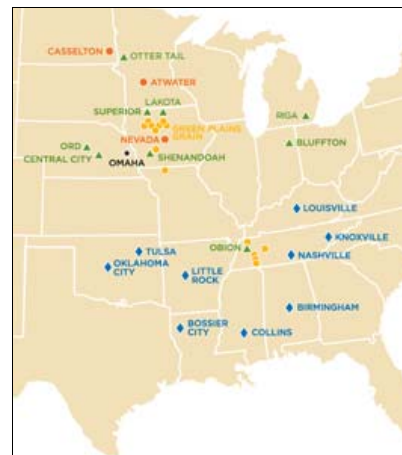 CASSELTON
OTTER TAIL
ATWATER
LAKOTA
SUPERIOR
GREEN PLAINS
GRAIN
RIGA
NEVADA
BLUFFTON
ORD
CENTRAL CITY
OMAHA
SHENANDOAH
LOUISVILLE
KNOXVILLE
OBION
NASHVILLE
TULSA
OKLAHOMA
CITY
LITTLE
ROCK
BIRMINGHAM
BOSSIER
CITY
COLLINS